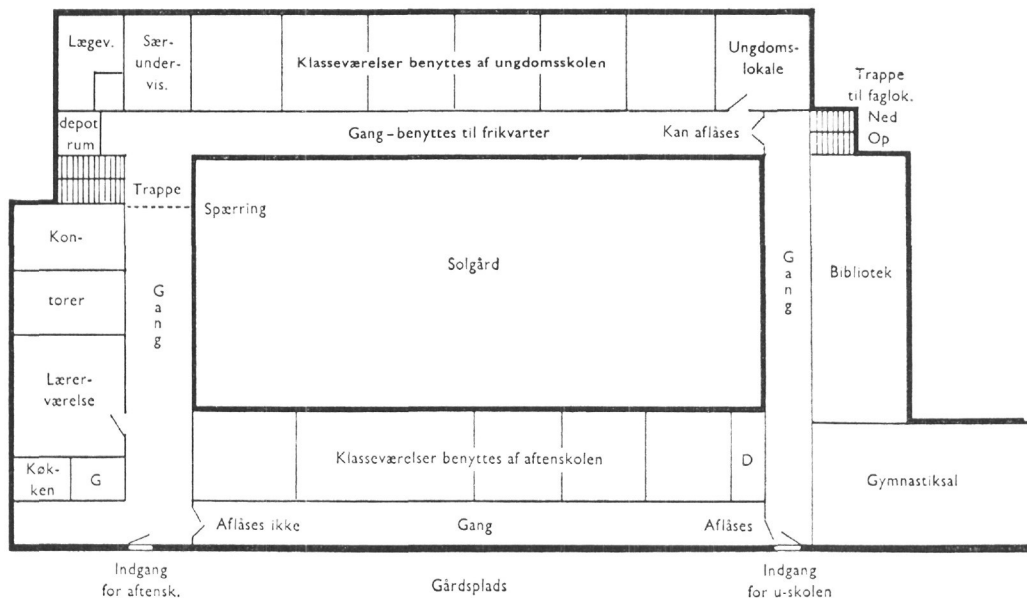 Lægev.
Sær-
under-
vis.
Klasseværelser benyttes af ungdomsskolen
Ungdoms-
lokale
Trappe
til faglok.
Ned
Op
depot
rum
Gang – benyttes til frikvarter
Kan aflåses
Trappe
Spærring
Kon-
torer
Gang
Solgård
Gang
Bibliotek
Lærer-
værelse
Køk-
ken
G
Klasseværelser benyttes af aftenskolen
D
Gymnastiksal
Aflåses ikke
Gang
Aflåses
Indgang
for aftensk.
Gårdsplads
Indgang
for u-skolen